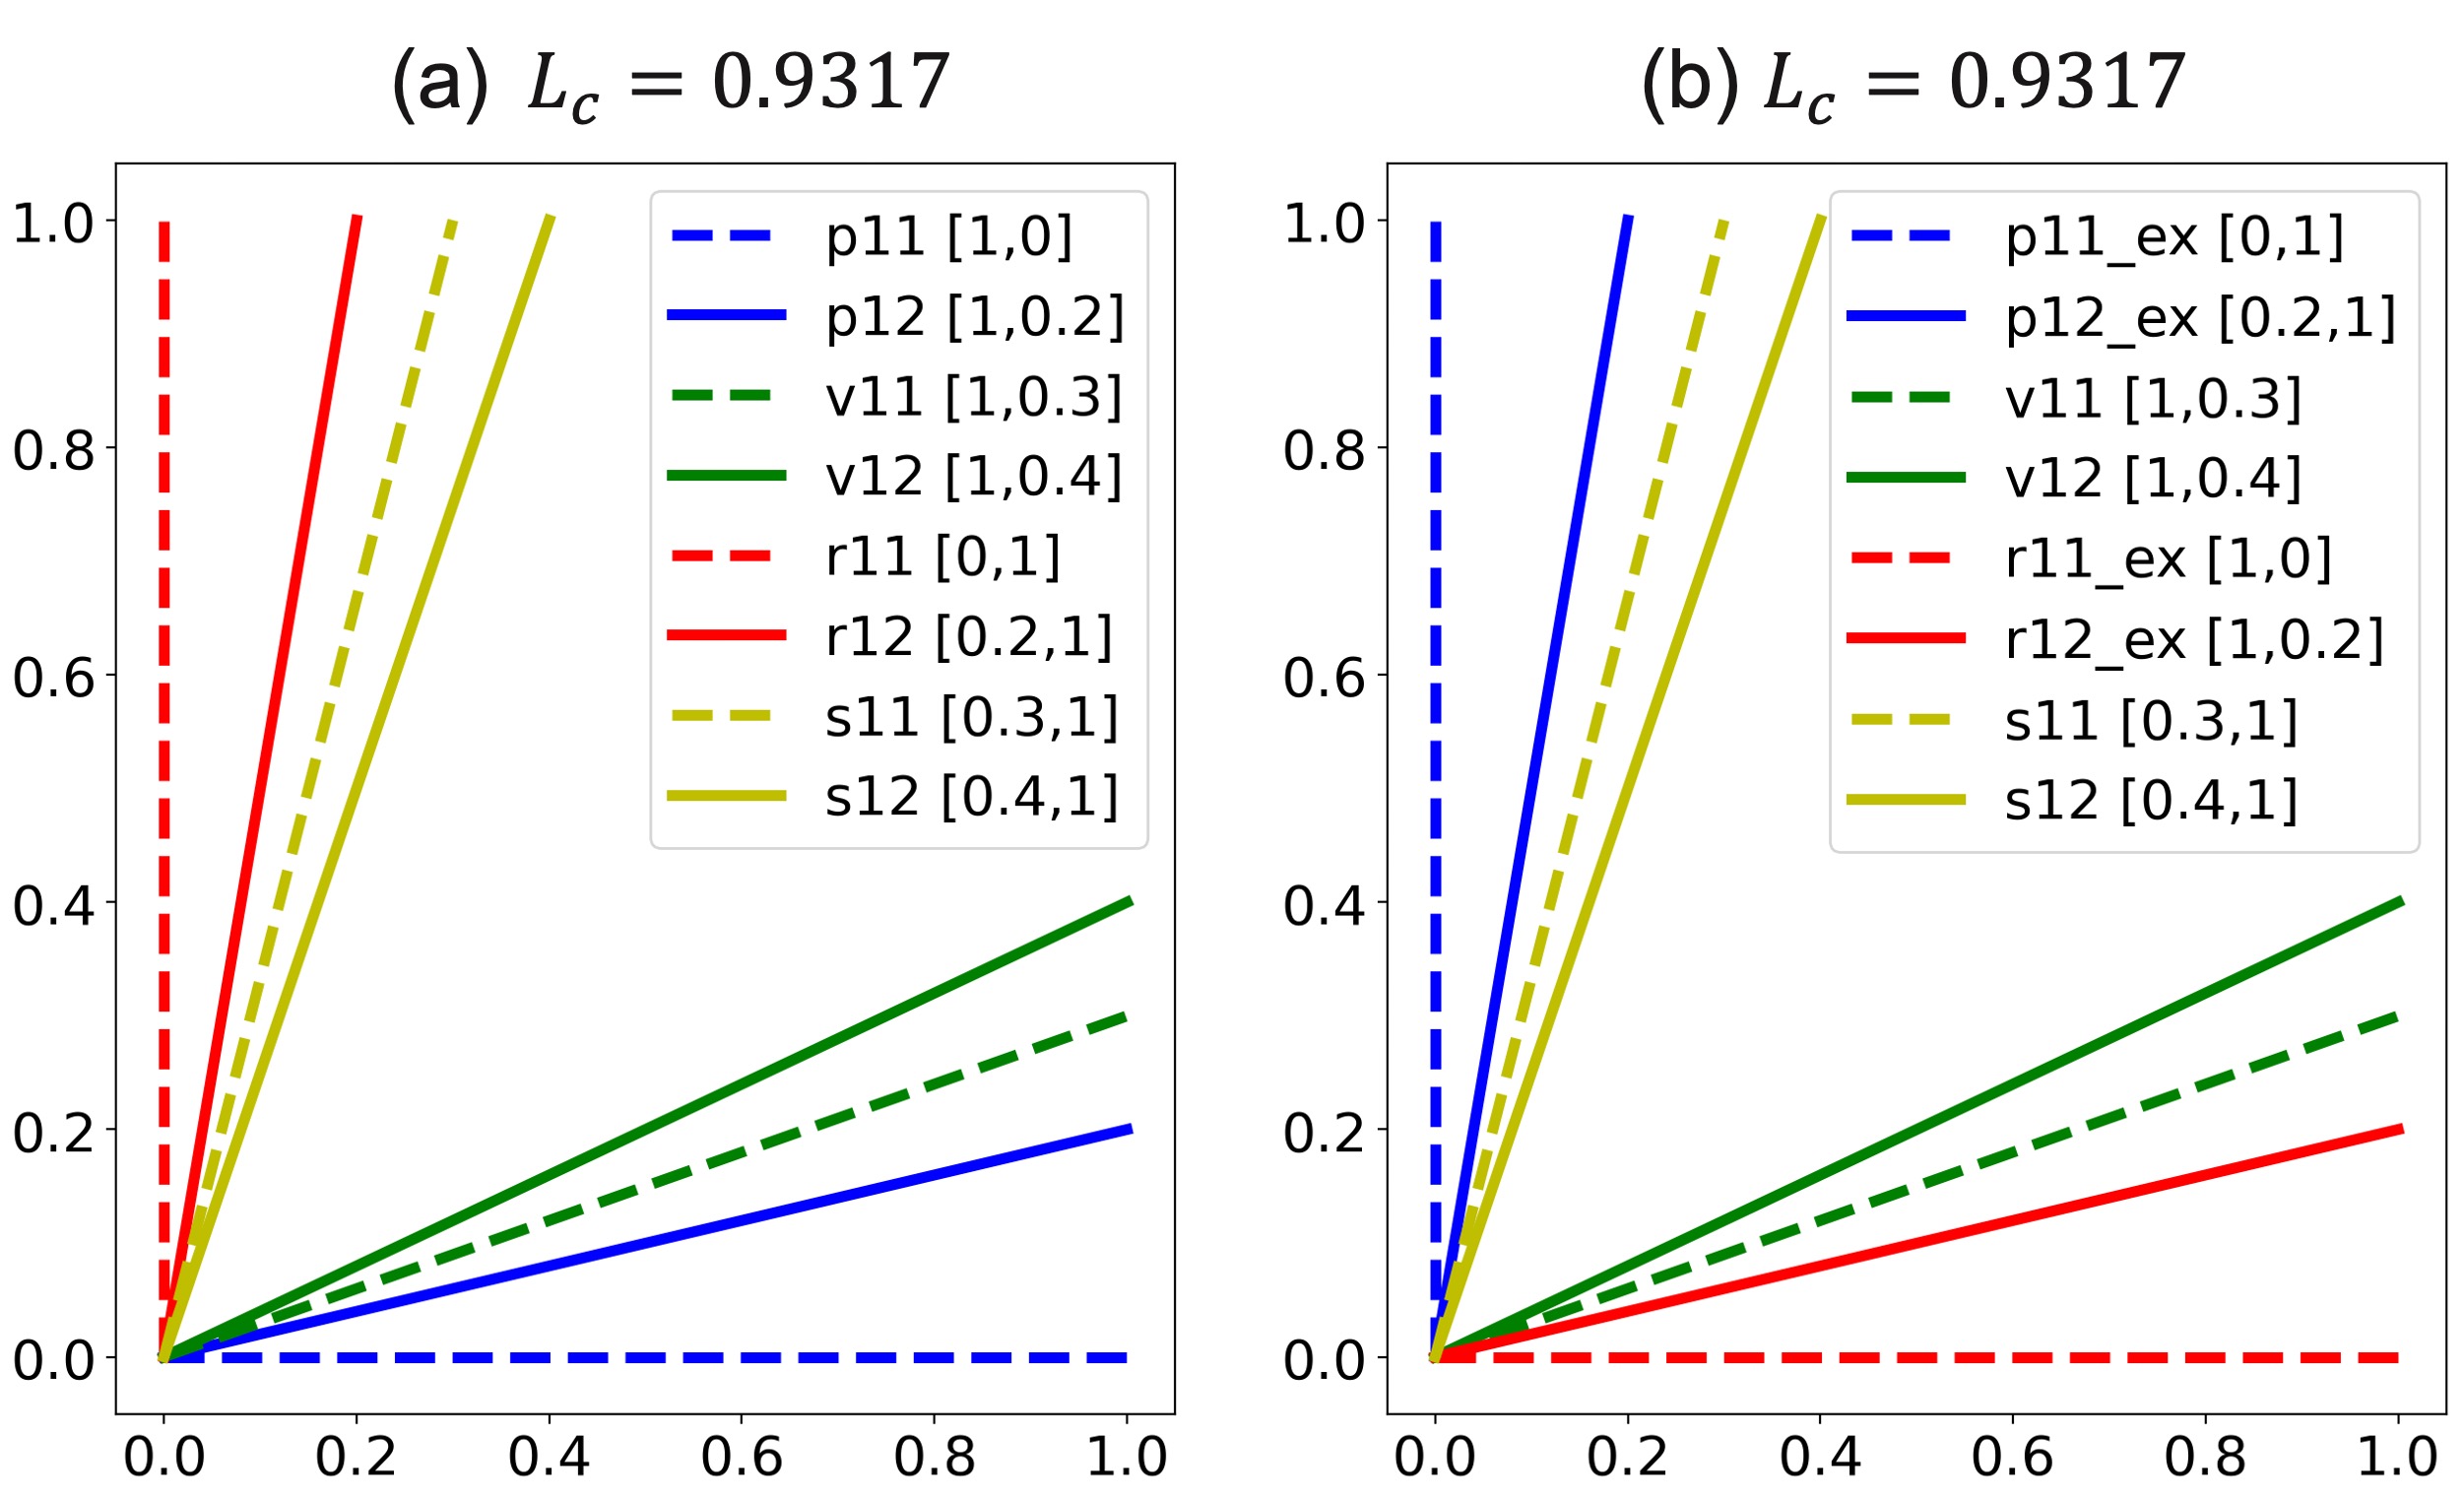 (a) L_c = 0.9317
1.0
0.8
0.6
0.4
0.2
0.0
0.0 0.2 0.4 0.6 0.8 1.0
p11 [1,0]
p12 [1,0.2]
v11 [1,0.3]
v12 [1,0.4]
r11 [0,1]
r12 [0.2,1]
s11 [0.3,1]
s12 [0.4,1]
(b) L_c = 0.9317
1.0
0.8
0.6
0.4
0.2
0.0
0.0 0.2 0.4 0.6 0.8 1.0
p11_ex [0,1]
p12_ex [0.2,1]
v11 [1,0.3]
v12 [1,0.4]
r11_ex [1,0]
r12_ex [1,0.2]
s11 [0.3,1]
s12 [0.4,1]